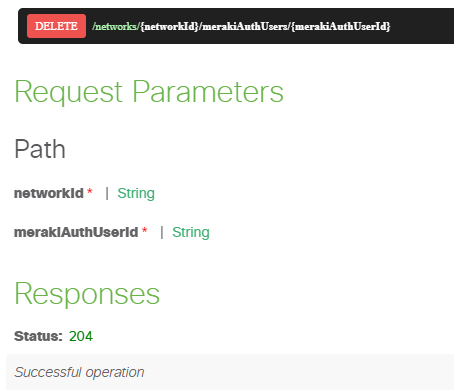 DELETE /networks/{networkId}/merakiAuthUsers/{merakiAuthUserId}
Request Parameters
Path
networkId * | String
merakiAuthUserId * | String
Responses
Status: 204
Successful operation